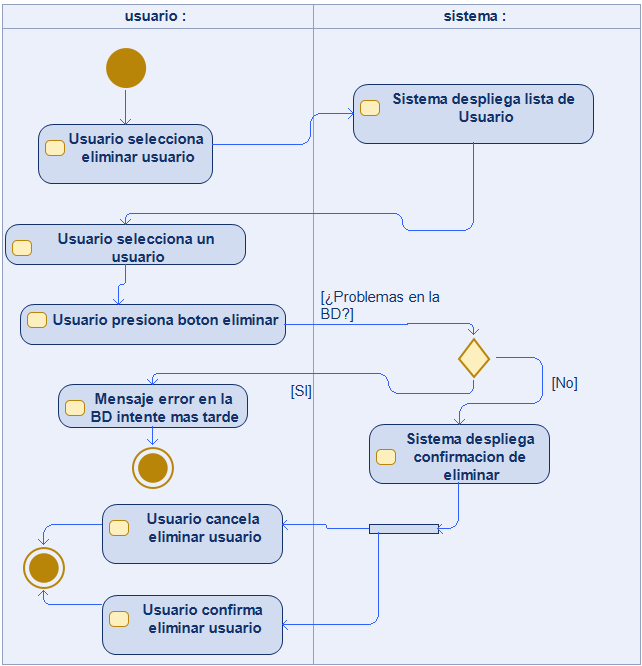 usuario :
sistema :
Sistema despliega lista de
Usuario
Usuario selecciona
eliminar usuario
Usuario selecciona un
usuario
[¿Problemas en la
BD?]
Usuario presiona boton eliminar
[SI]
[No]
Mensaje error en la
BD intente mas tarde
Sistema despliega
confirmacion de
eliminar
Usuario cancela
eliminar usuario
Usuario confirma
eliminar usuario